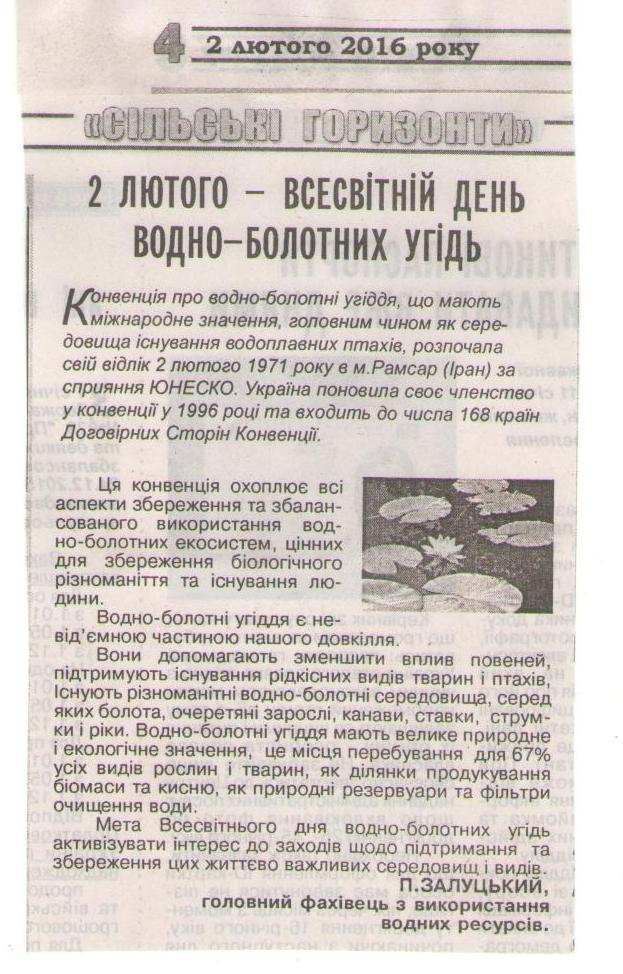 4 2 лютого 2016 року
«СІЛЬСЬКІ ГОРИЗОНТИ»
2 ЛЮТОГО – ВСЕСВІТНІЙ ДЕНЬ
ВОДНО-БОЛОТНИХ УГІДЬ
Конвенція про водно-болотні угіддя, що мають
міжнародне значення, головним чином як сере-
довища існування водоплавних птахів, розпочала
свій відлік 2 лютого 1971 року в м.Рамсар (Іран) за
сприяння ЮНЕСКО. Україна поновила своє членство
у конвенції у 1996 році та входить до числа 168 країн
Договірних Сторін Конвенції.
Ця конвенція охоплює всі
аспекти збереження та збалан-
сованого використання вод-
но-болотних екосистем, цінних
для збереження біологічного
різноманіття та існування лю-
дини.
Водно-болотні угіддя є не-
від’ємною частиною нашого довкілля.
Вони допомагають зменшити вплив повеней,
підтримують існування рідкісних видів тварин і птахів,
Існують різноманітні водно-болотні середовища, серед
яких болота, очеретяні зарослі, канави, ставки, струм-
ки і ріки. Водно-болотні угіддя мають велике природне
і екологічне значення, це місця перебування для 67%
усіх видів рослин і тварин, як ділянки продукування
біомаси та кисню, як природні резервуари та фільтри
очищення води.
Мета Всесвітнього дня водно-болотних угідь
активізувати інтерес до заходів щодо підтримання та
збереження цих життєво важливих середовищ і видів.
П.ЗАЛУЦЬКИЙ,
головний фахівець з використання
водних ресурсів.